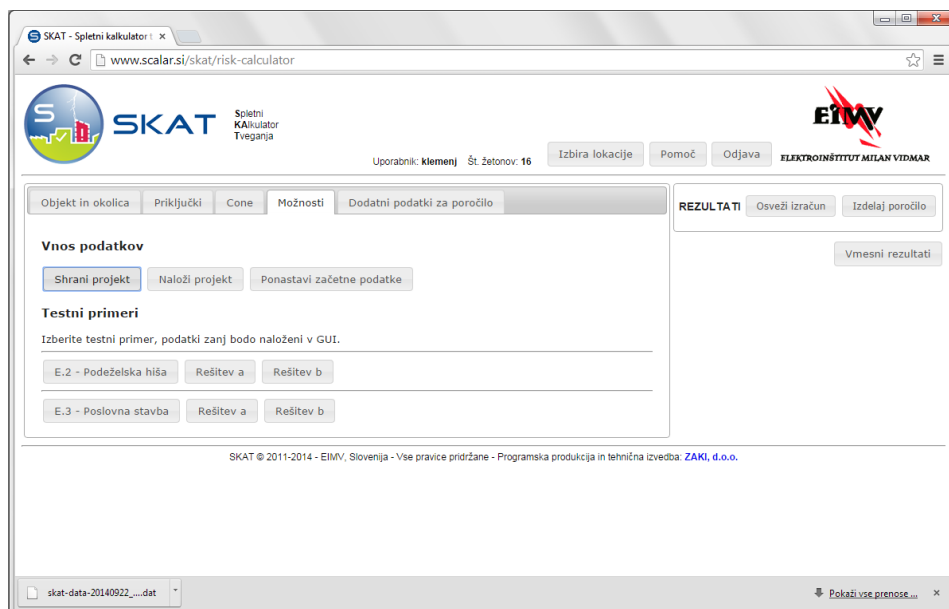 SKAT - Spletni kalkulator t
www.scalar.si/skat/risk-calculator
S
SKAT
Spletni
KAlkulator
Tveganja
Uporabnik: klemenj Št. žetonov: 16
Izbira lokacije
Pomoč
Odjava
EIMV
ELEKTROINŠTITUT MILAN VIDMAR
Objekt in okolica
Priključki
Cone
Možnosti
Dodatni podatki za poročilo
REZULTATI
Osveži izračun
Izdelaj poročilo
Vmesni rezultati
Vnos podatkov
Shrani projekt
Naloži projekt
Ponastavi začetne podatke
Testni primeri
Izberite testni primer, podatki zanj bodo naloženi v GUI.
E.2 - Podeželska hiša
Rešitev a
Rešitev b
E.3 - Poslovna stavba
Rešitev a
Rešitev b
SKAT © 2011-2014 - EIMV, Slovenija - Vse pravice pridržane - Programska produkcija in tehnična izvedba: ZAKI, d.o.o.
skat-data-20140922_....dat
Pokaži vse prenose ...